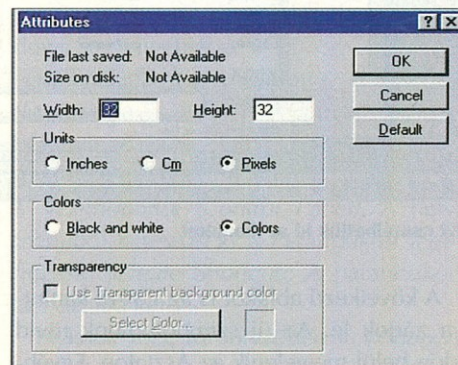 Attributes
File last saved: Not Available
Size on disk: Not Available
Width: 32 Height: 32
OK
Cancel
Default
Units
Inches Cm Pixels
Colors
Black and white Colors
Transparency
Use Transparent background color
Select Color...